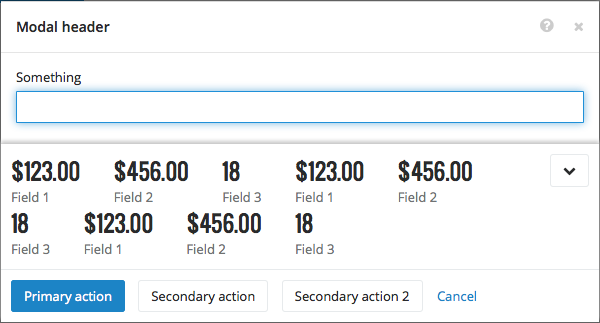 Modal header
Something
$123.00 $456.00 18 $123.00 $456.00
Field 1 Field 2 Field 3 Field 1 Field 2
18 $123.00 $456.00 18
Field 3 Field 1 Field 2 Field 3
Primary action Secondary action Secondary action 2 Cancel